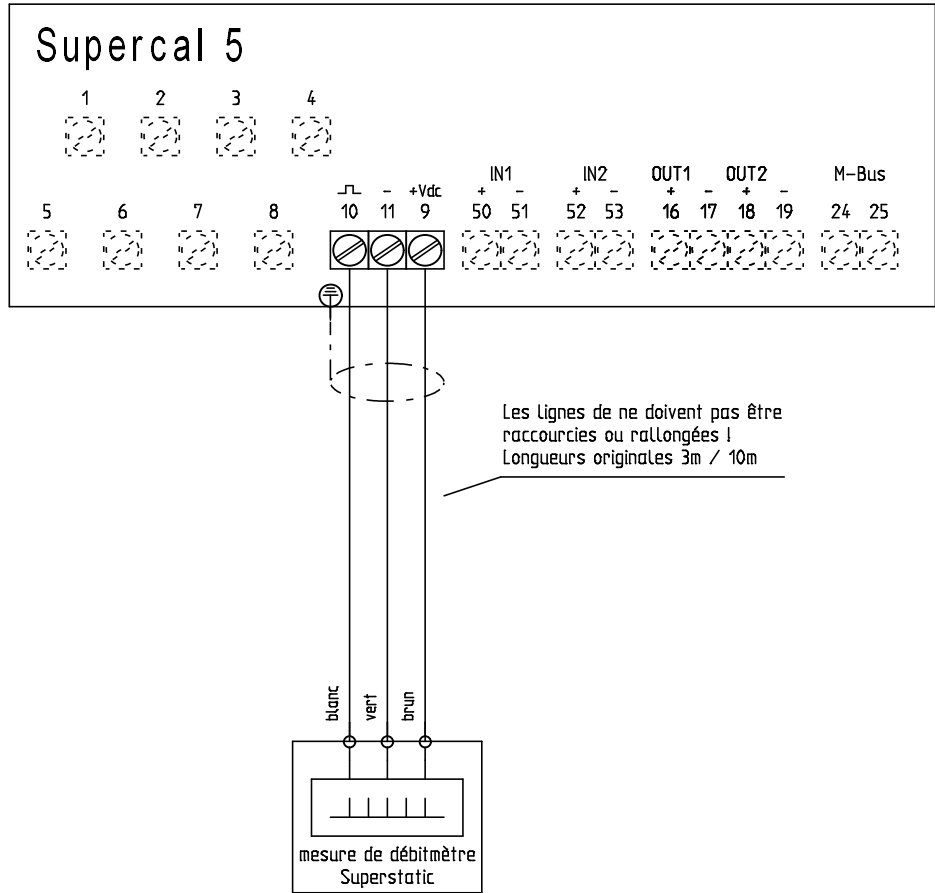 Supercal 5
1 2 3 4
IN1 IN2 OUT1 OUT2 M-Bus
- +Vdc + - + - + - + -
5 6 7 8 10 11 9 50 51 52 53 16 17 18 19 24 25
Les lignes de ne doivent pas être
raccourcies ou rallongées !
Longueurs originales 3m / 10m
blanc
vert
brun
mesure de débitmètre
Superstatic